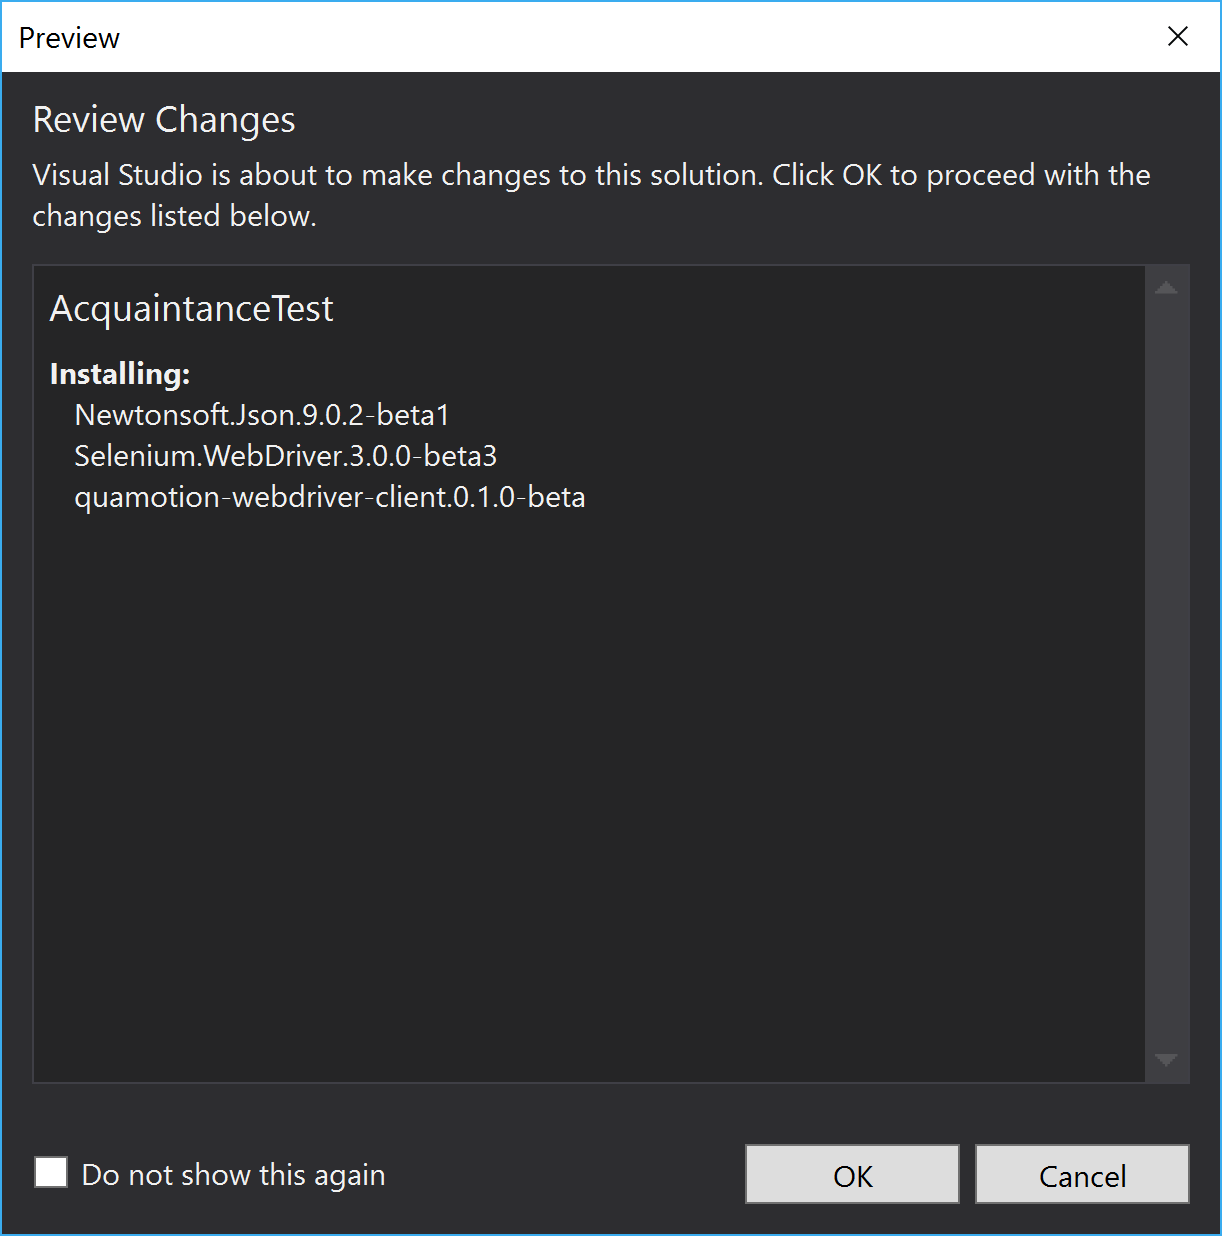 Preview
Review Changes
Visual Studio is about to make changes to this solution. Click OK to proceed with the
changes listed below.
AcquaintanceTest
Installing:
Newtonsoft.Json.9.0.2-beta1
Selenium.WebDriver.3.0.0-beta3
quamotion-webdriver-client.0.1.0-beta
Do not show this again
OK
Cancel